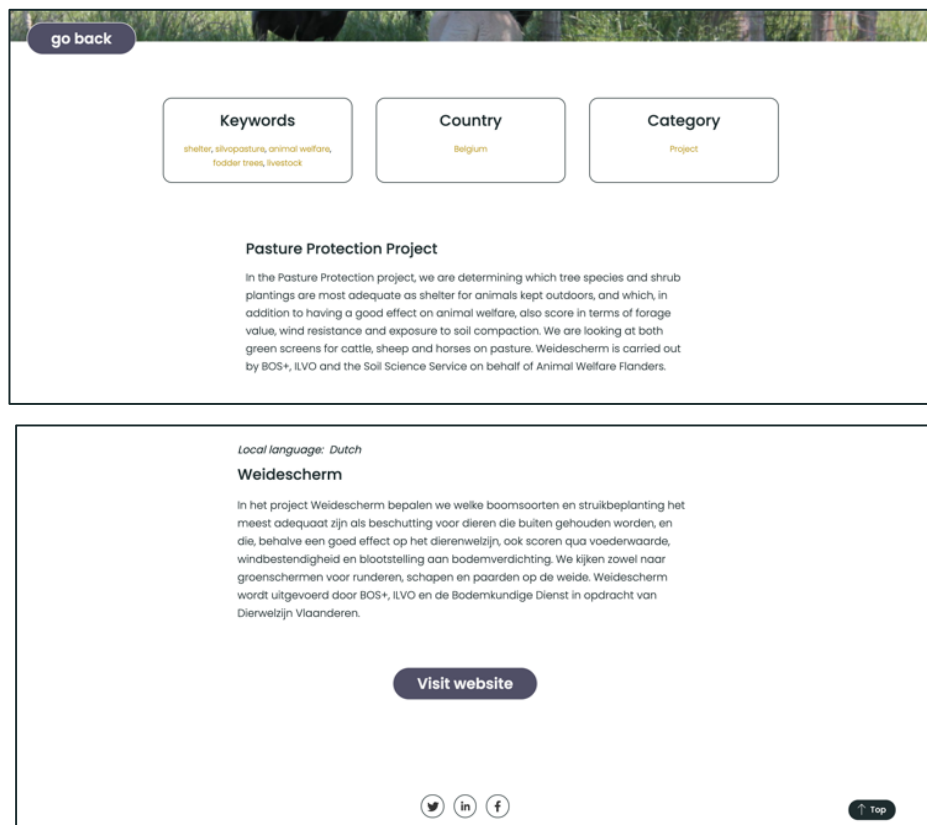 go back
Keywords
shelter, silvopasture, animal welfare,
fodder trees, livestock
Country
Belgium
Category
Project
Pasture Protection Project
In the Pasture Protection project, we are determining which tree species and shrub
plantings are most adequate as shelter for animals kept outdoors, and which, in
addition to having a good effect on animal welfare, also score in terms of forage
value, wind resistance and exposure to soil compaction. We are looking at both
green screens for cattle, sheep and horses on pasture. Weidescherm is carried out
by BOS+, ILVO and the Soil Science Service on behalf of Animal Welfare Flanders.
Local language: Dutch
Weidescherm
In het project Weidescherm bepalen we welke boomsoorten en struikbeplanting het
meest adequaat zijn als beschutting voor dieren die buiten gehouden worden, en
die, behalve een goed effect op het dierenwelzijn, ook scoren qua voederwaarde,
windbestendigheid en blootstelling aan bodemverdichting. We kijken zowel naar
groenschermen voor runderen, schapen en paarden op de weide. Weidescherm
wordt uitgevoerd door BOS+, ILVO en de Bodemkundige Dienst in opdracht van
Dierwelzijn Vlaanderen.
Visit website
Top